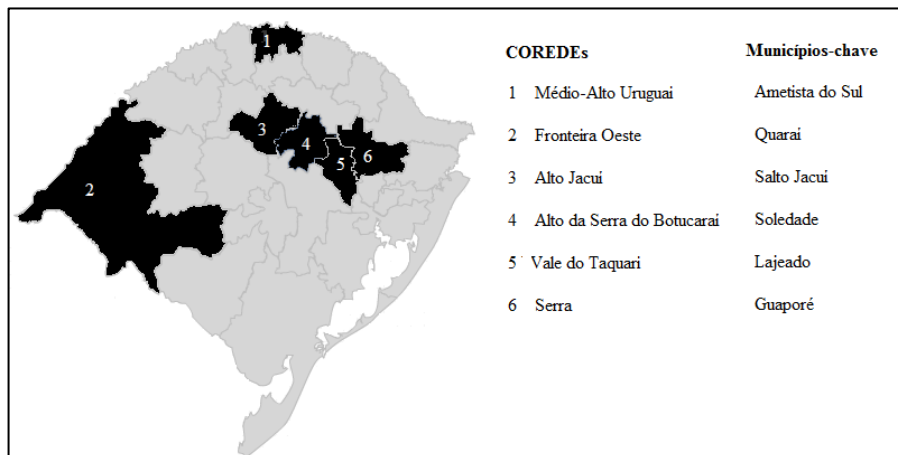 1
2
3
4
5
6
COREDEs Municípios-chave
1 Médio-Alto Uruguai Ametista do Sul
2 Fronteira Oeste Quaraí
3 Alto Jacuí Salto Jacuí
4 Alto da Serra do Botucaraí Soledade
5 Vale do Taquari Lajeado
6 Serra Guaporé